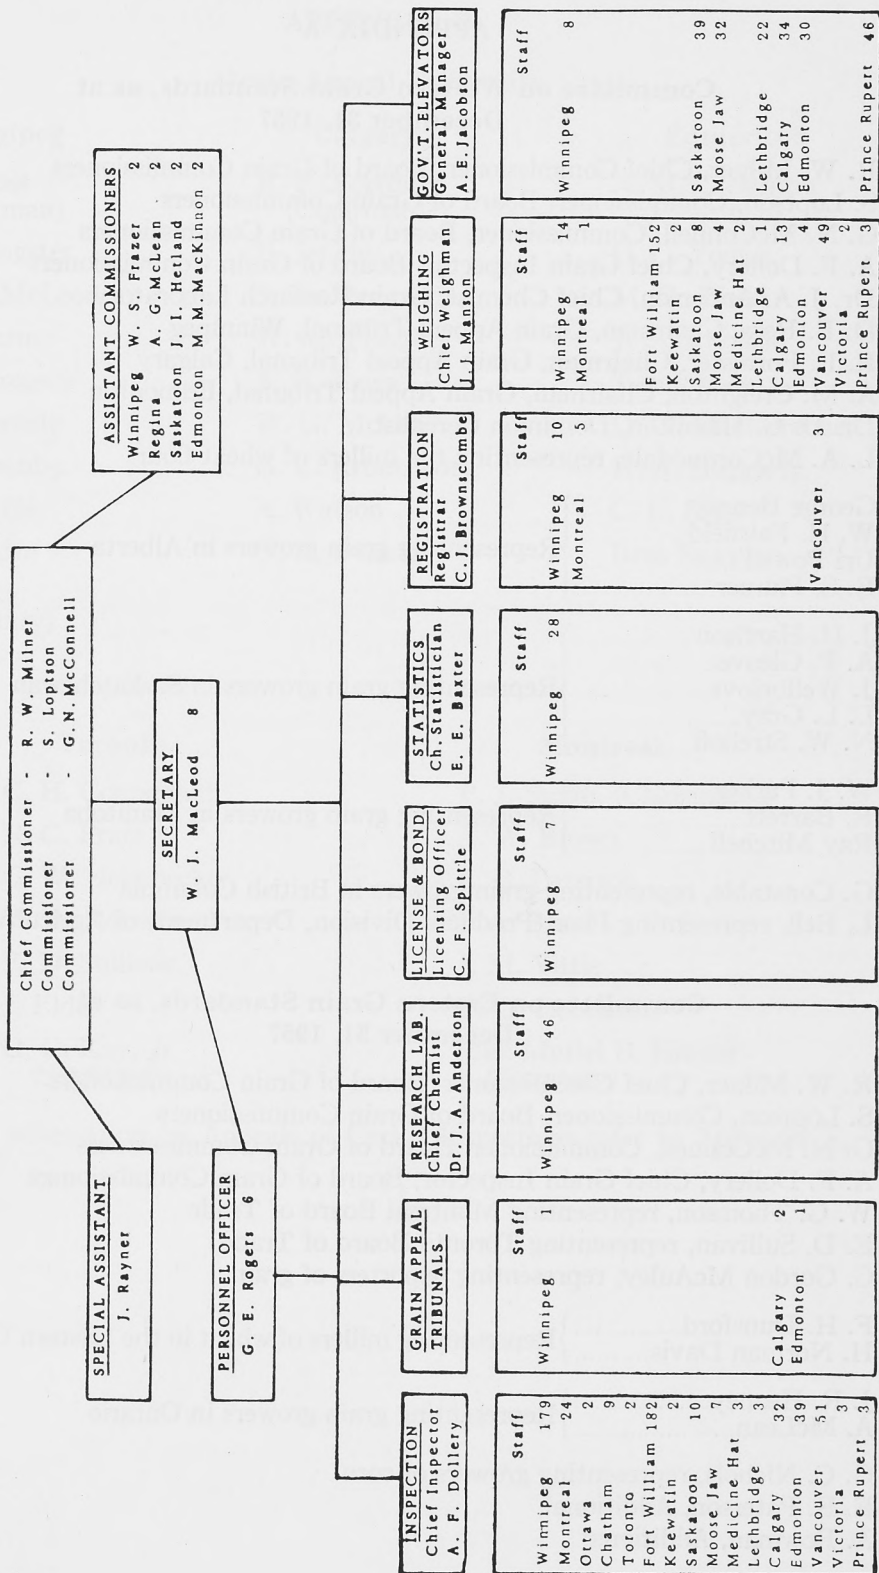 Chief Commissioner - R. W. Milner
Commissioner - S. Loptson
Commissioner - G. N. McConnell
SPECIAL ASSISTANT
J. Rayner
ASSISTANT COMMISSIONERS
Winnipeg W. S. Frazer 2
Regina A. G. McLean 2
Saskatoon J. I. Hetland 2
Edmonton M. M. MacKinnon 2
SECRETARY
W. J. MacLeod 8
PERSONNEL OFFICER
G. E. Rogers 6
INSPECTION
Chief Inspector
A. F. Dollery
Staff
Winnipeg 179
Montreal 24
Ottawa 2
Chatham 9
Toronto 2
Fort William 182
Keewatin 2
Saskatoon 10
Moose Jaw 7
Medicine Hat 3
Lethbridge 3
Calgary 32
Edmonton 39
Vancouver 51
Victoria 3
Prince Rupert 3
GRAIN APPEAL
TRIBUNALS
Staff
Winnipeg 3
Calgary 2
Edmonton 1
RESEARCH LAB.
Chief Chemist
Dr. J. A. Anderson
Staff
Winnipeg 46
LICENSE & BOND
Licensing Officer
C. F. Spittle
Staff
Winnipeg 7
STATISTICS
Ch. Statistician
E. E. Baxter
Staff
Winnipeg 28
REGISTRATION
Registrar
C. J. Brownscombe
Staff
Winnipeg 10
Montreal 5
Vancouver 3
WEIGHING
Chief Weighman
J. J. Manson
Staff
Winnipeg 14
Montreal 1
Fort William 152
Keewatin 2
Saskatoon 8
Moose Jaw 4
Medicine Hat 2
Lethbridge 1
Calgary 13
Edmonton 4
Vancouver 49
Victoria 2
Prince Rupert 3
GOV'T. ELEVATORS
General Manager
A. E. Jacobson
Staff
Winnipeg 8
Saskatoon 39
Moose Jaw 32
Lethbridge 22
Calgary 34
Edmonton 30
Prince Rupert 46